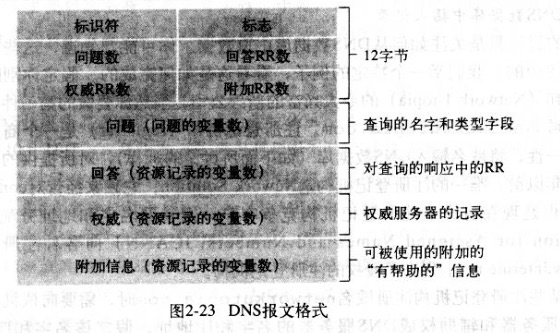 标识符 标志
问题数 回答RR数
12字节
权威RR数 附加RR数
问题（问题的变量数） 查询的名字和类型字段
回答（资源记录的变量数） 对查询的响应中的RR
权威（资源记录的变量数） 权威服务器的记录
附加信息（资源记录的变量数） 可被使用的附加的
“有帮助的”信息
图2-23 DNS报文格式